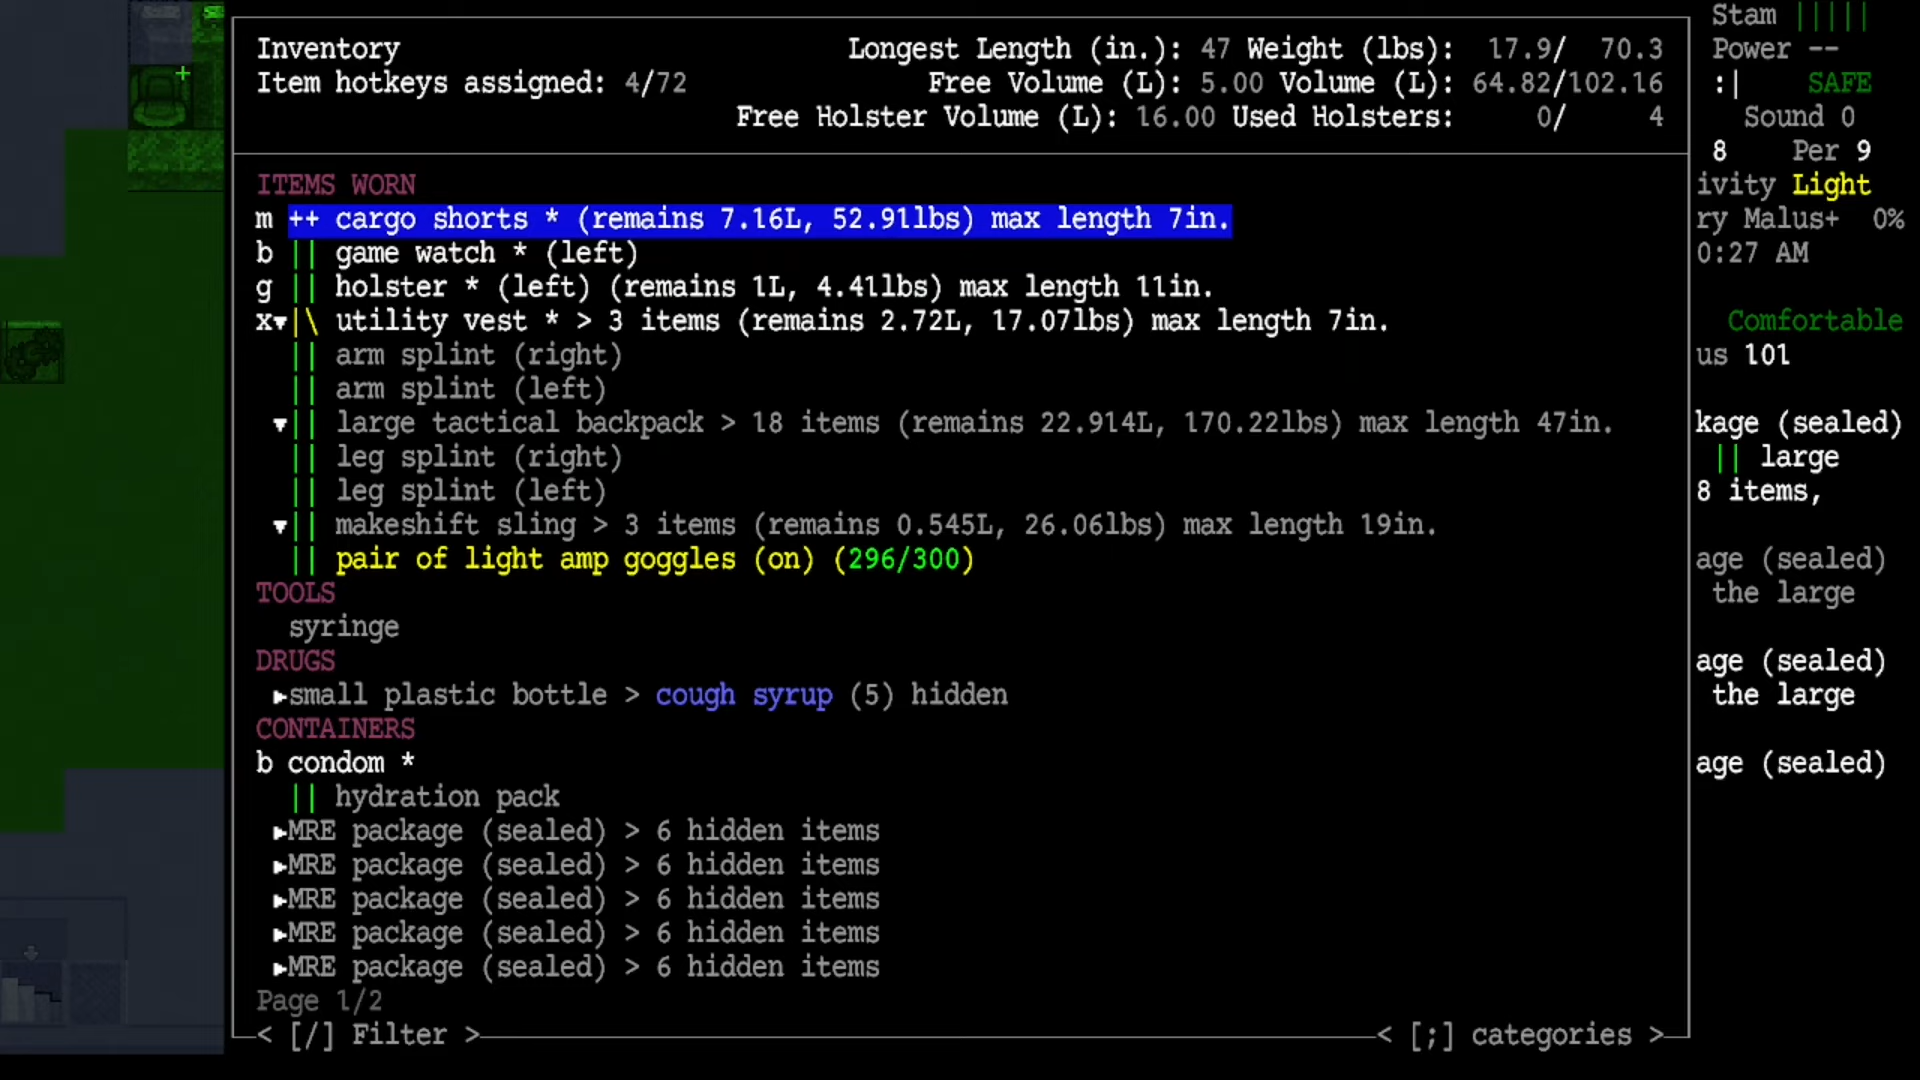 Inventory Longest Length (in.): 47 Weight (lbs): 17.9/ 70.3
Item hotkeys assigned: 4/72 Free Volume (L): 5.00 Volume (L): 64.82/102.16
Free Holster Volume (L): 16.00 Used Holsters: 0/ 4
ITEMS WORN
m ++ cargo shorts * (remains 7.16L, 52.91lbs) max length 7in.
b || game watch * (left)
g || holster * (left) (remains 1L, 4.41lbs) max length 11in.
x▾|\ utility vest * > 3 items (remains 2.72L, 17.07lbs) max length 7in.
|| arm splint (right)
|| arm splint (left)
▾|| large tactical backpack > 18 items (remains 22.914L, 170.22lbs) max length 47in.
|| leg splint (right)
|| leg splint (left)
▾|| makeshift sling > 3 items (remains 0.545L, 26.06lbs) max length 19in.
|| pair of light amp goggles (on) (296/300)
TOOLS
syringe
DRUGS
▸small plastic bottle > cough syrup (5) hidden
CONTAINERS
b condom *
|| hydration pack
▸MRE package (sealed) > 6 hidden items
▸MRE package (sealed) > 6 hidden items
▸MRE package (sealed) > 6 hidden items
▸MRE package (sealed) > 6 hidden items
▸MRE package (sealed) > 6 hidden items
Page 1/2
< [/] Filter > < [;] categories >
Stam |||||
Power --
:| SAFE
Sound 0
8 Per 9
ivity Light
ry Malus+ 0%
0:27 AM
Comfortable
us 101
kage (sealed)
|| large
8 items,
age (sealed)
the large
age (sealed)
the large
age (sealed)